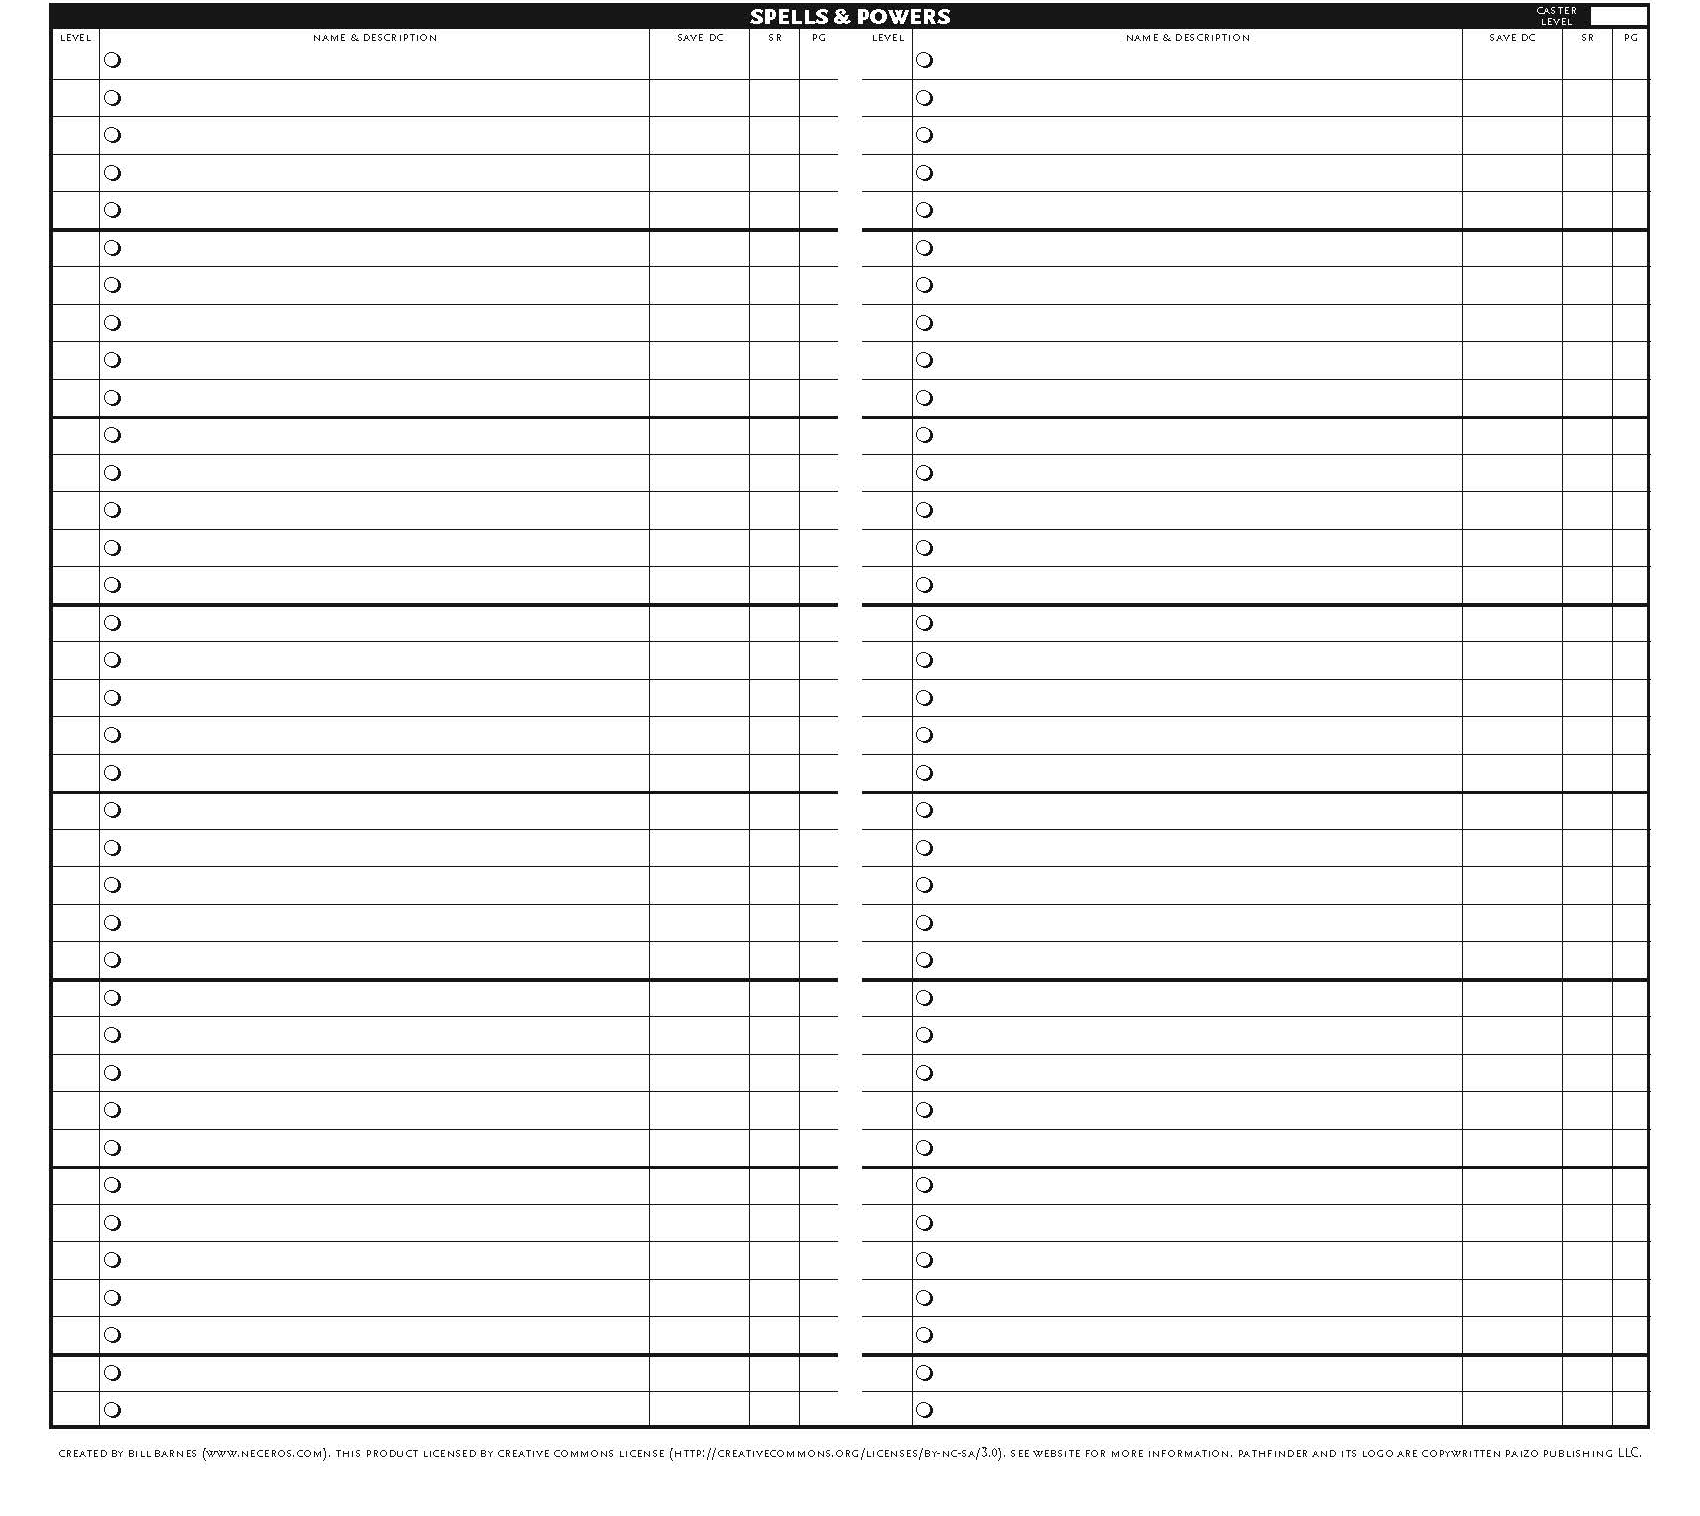 SPELLS & POWERS
CASTER
LEVEL
LEVEL NAME & DESCRIPTION SAVE DC SR PG LEVEL NAME & DESCRIPTION SAVE DC SR PG
CREATED BY BILL BARNES (WWW.NECEROS.COM). THIS PRODUCT LICENSED BY CREATIVE COMMONS LICENSE (HTTP://CREATIVECOMMONS.ORG/LICENSES/BY-NC-SA/3.0). SEE WEBSITE FOR MORE INFORMATION. PATHFINDER AND ITS LOGO ARE COPYWRITTEN PAIZO PUBLISHING LLC.